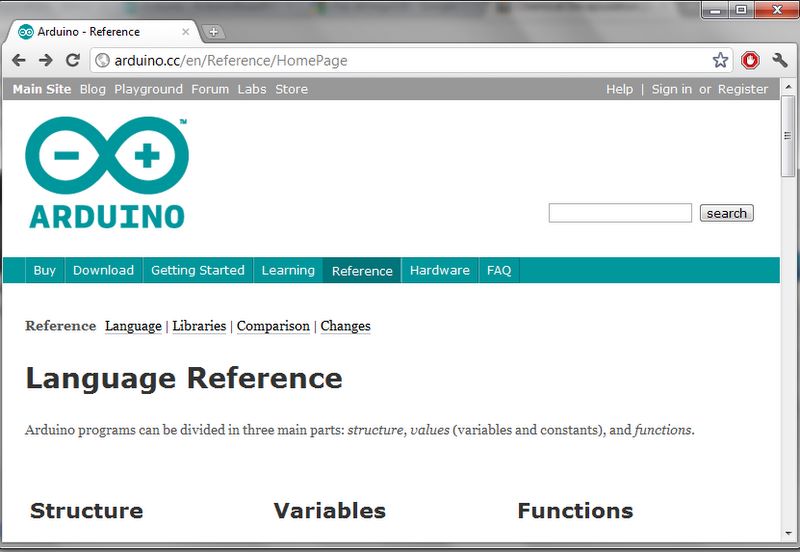 Arduino - Reference
arduino.cc/en/Reference/HomePage
Main Site Blog Playground Forum Labs Store Help | Sign in or Register
TM
ARDUINO
search
Buy Download Getting Started Learning Reference Hardware FAQ
Reference Language | Libraries | Comparison | Changes
Language Reference
Arduino programs can be divided in three main parts: structure, values (variables and constants), and functions.
Structure Variables Functions